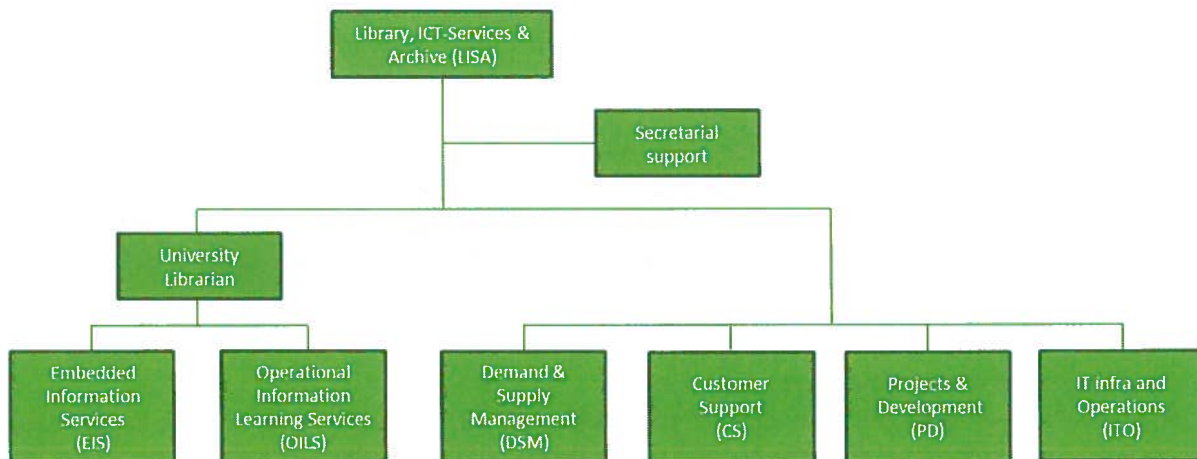 Library, ICT-Services &
Archive (LISA)
Secretarial
support
University
Librarian
Embedded
Information
Services
(EIS)
Operational
Information
Learning Services
(OILS)
Demand &
Supply
Management
(DSM)
Customer
Support
(CS)
Projects &
Development
(PD)
IT infra and
Operations
(ITO)